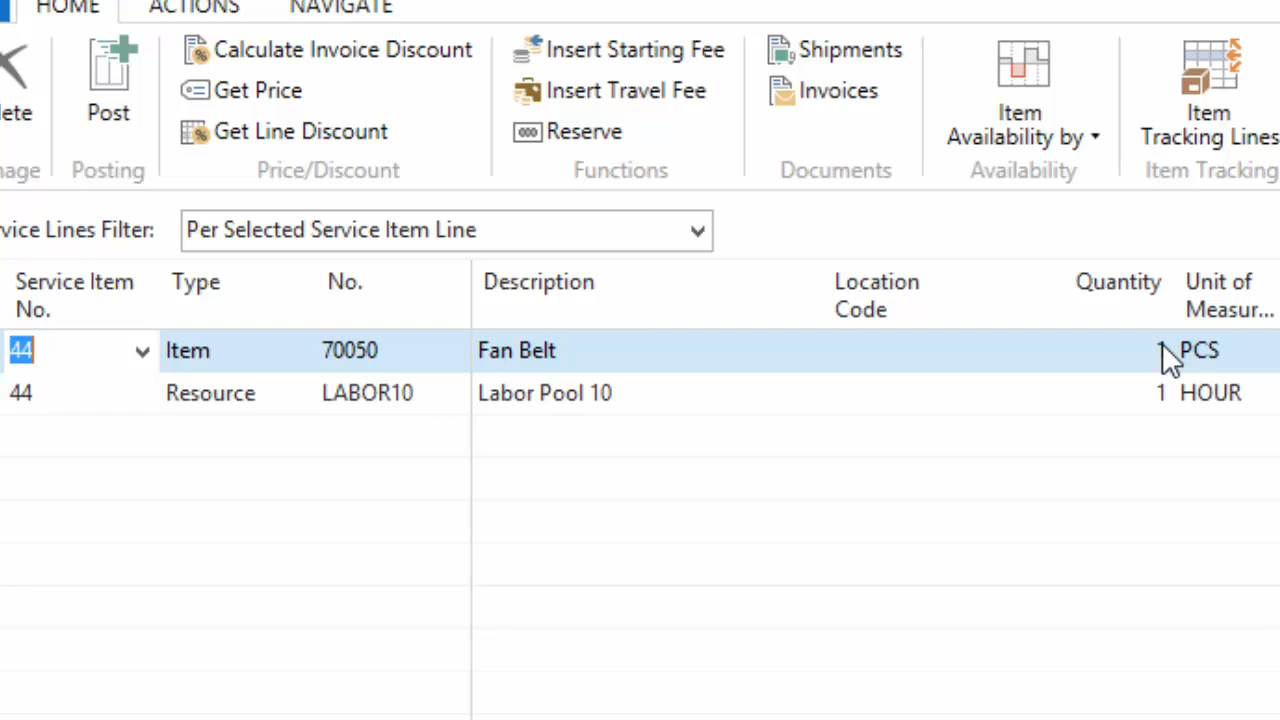 HOME ACTIONS NAVIGATE
Calculate Invoice Discount
Get Price
Get Line Discount
Price/Discount
Post
Posting
Insert Starting Fee
Insert Travel Fee
Reserve
Functions
Shipments
Invoices
Documents
Item
Availability by
Availability
Item
Tracking Lines
Item Tracking
Lines Filter: Per Selected Service Item Line
Service Item No. Type No. Description Location Code Quantity Unit of Measur...
44 Item 70050 Fan Belt 1 PCS
44 Resource LABOR10 Labor Pool 10 1 HOUR